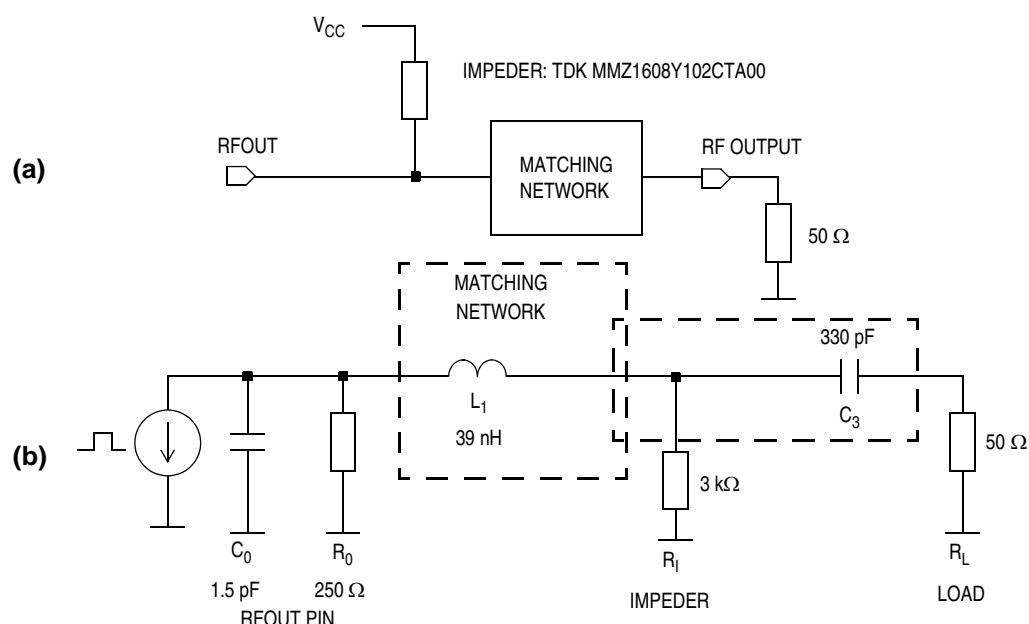 V_CC
IMPEDER: TDK MMZ1608Y102CTA00
RFOUT
RF OUTPUT
(a)
MATCHING
NETWORK
50 Ω
MATCHING
NETWORK
330 pF
L_1
C_3
39 nH
(b)
3 kΩ
50 Ω
C_0
R_0
R_I
R_L
1.5 pF
250 Ω
IMPEDER
LOAD
RFOUT PIN